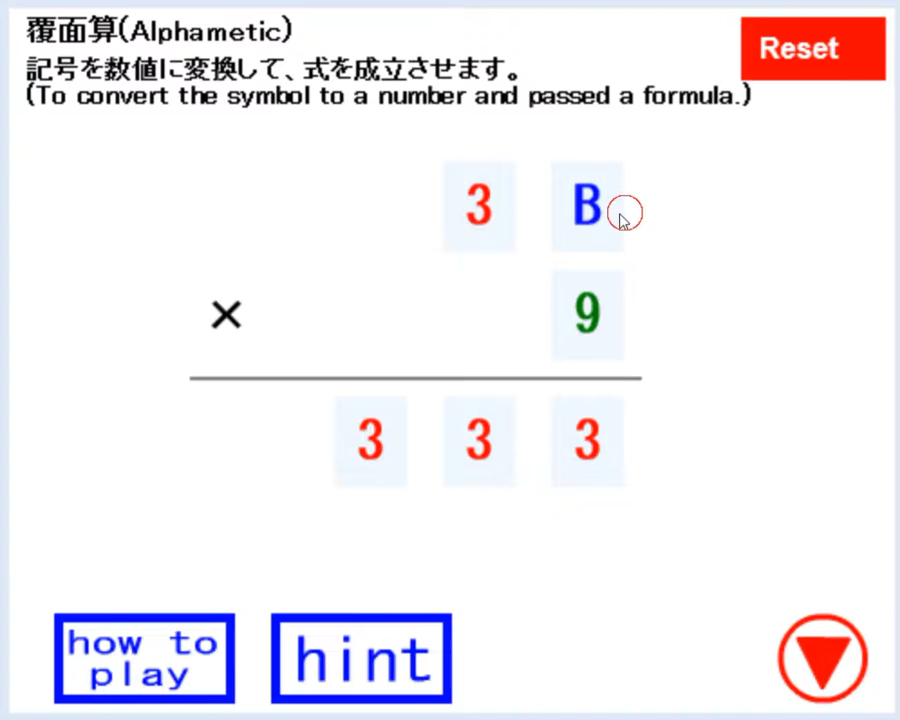 覆面算(Alphametic)
Reset
記号を数値に変換して、式を成立させます。
(To convert the symbol to a number and passed a formula.)
3 B
× 9
3 3 3
how to
play
hint